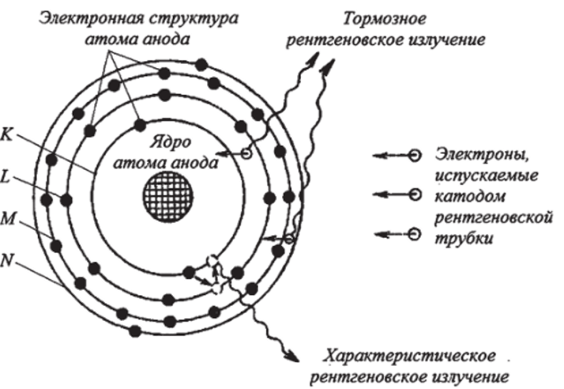 Электронная структура
атома анода
Тормозное
рентгеновское излучение
K
L
M
N
Ядро
атома анода
Электроны,
испускаемые
катодом
рентгеновской
трубки
Характеристическое
рентгеновское излучение